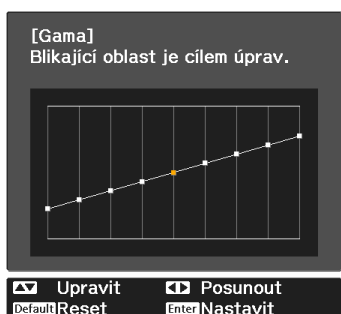 [Gama]
Blikající oblast je cílem úprav.
Upravit Posunout
Default Reset Enter Nastavit